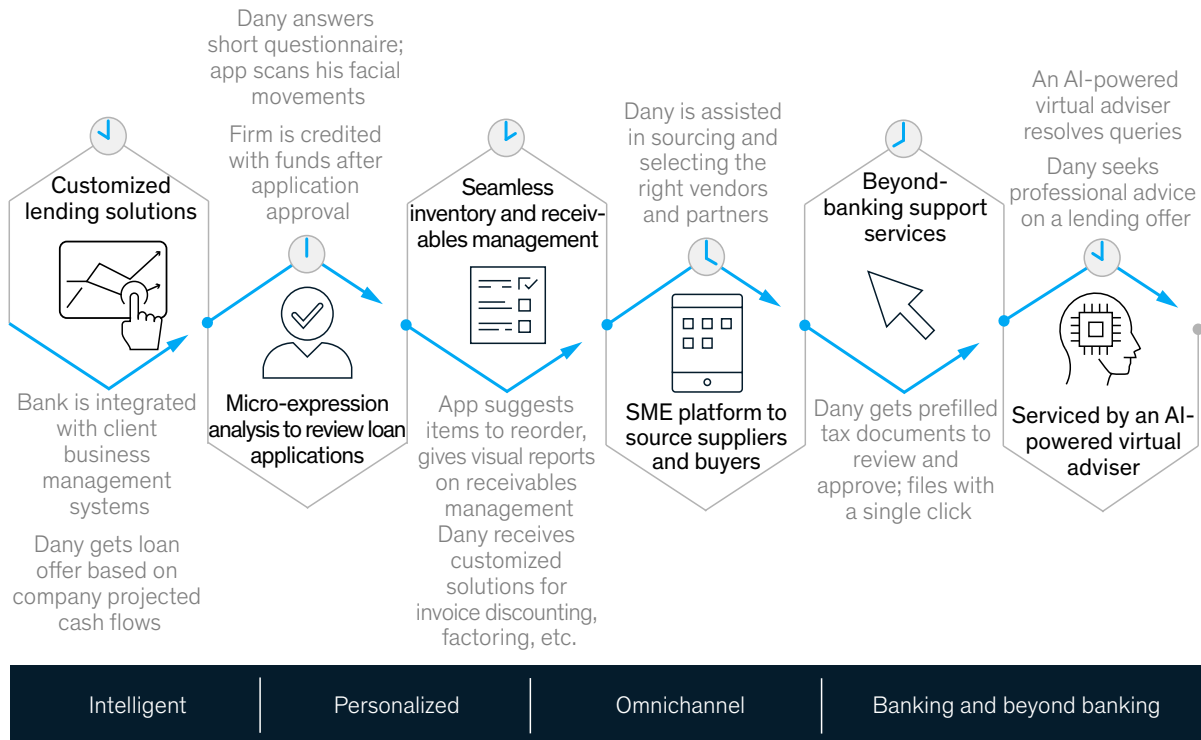 Customized
lending solutions
Bank is integrated
with client
business
management
systems
Dany gets loan
offer based on
company projected
cash flows
Dany answers
short questionnaire;
app scans his facial
movements
Firm is credited
with funds after
application
approval
Micro-expression
analysis to review loan
applications
Seamless
inventory and receiv-
ables management
App suggests
items to reorder,
gives visual reports
on receivables
management
Dany receives
customized
solutions for
invoice discounting,
factoring, etc.
Dany is assisted
in sourcing and
selecting the
right vendors
and partners
SME platform to
source suppliers
and buyers
Beyond-
banking support
services
Dany gets prefilled
tax documents to
review and
approve; files with
a single click
An AI-powered
virtual adviser
resolves queries
Dany seeks
professional advice
on a lending offer
Serviced by an AI-
powered virtual
adviser
Intelligent
Personalized
Omnichannel
Banking and beyond banking